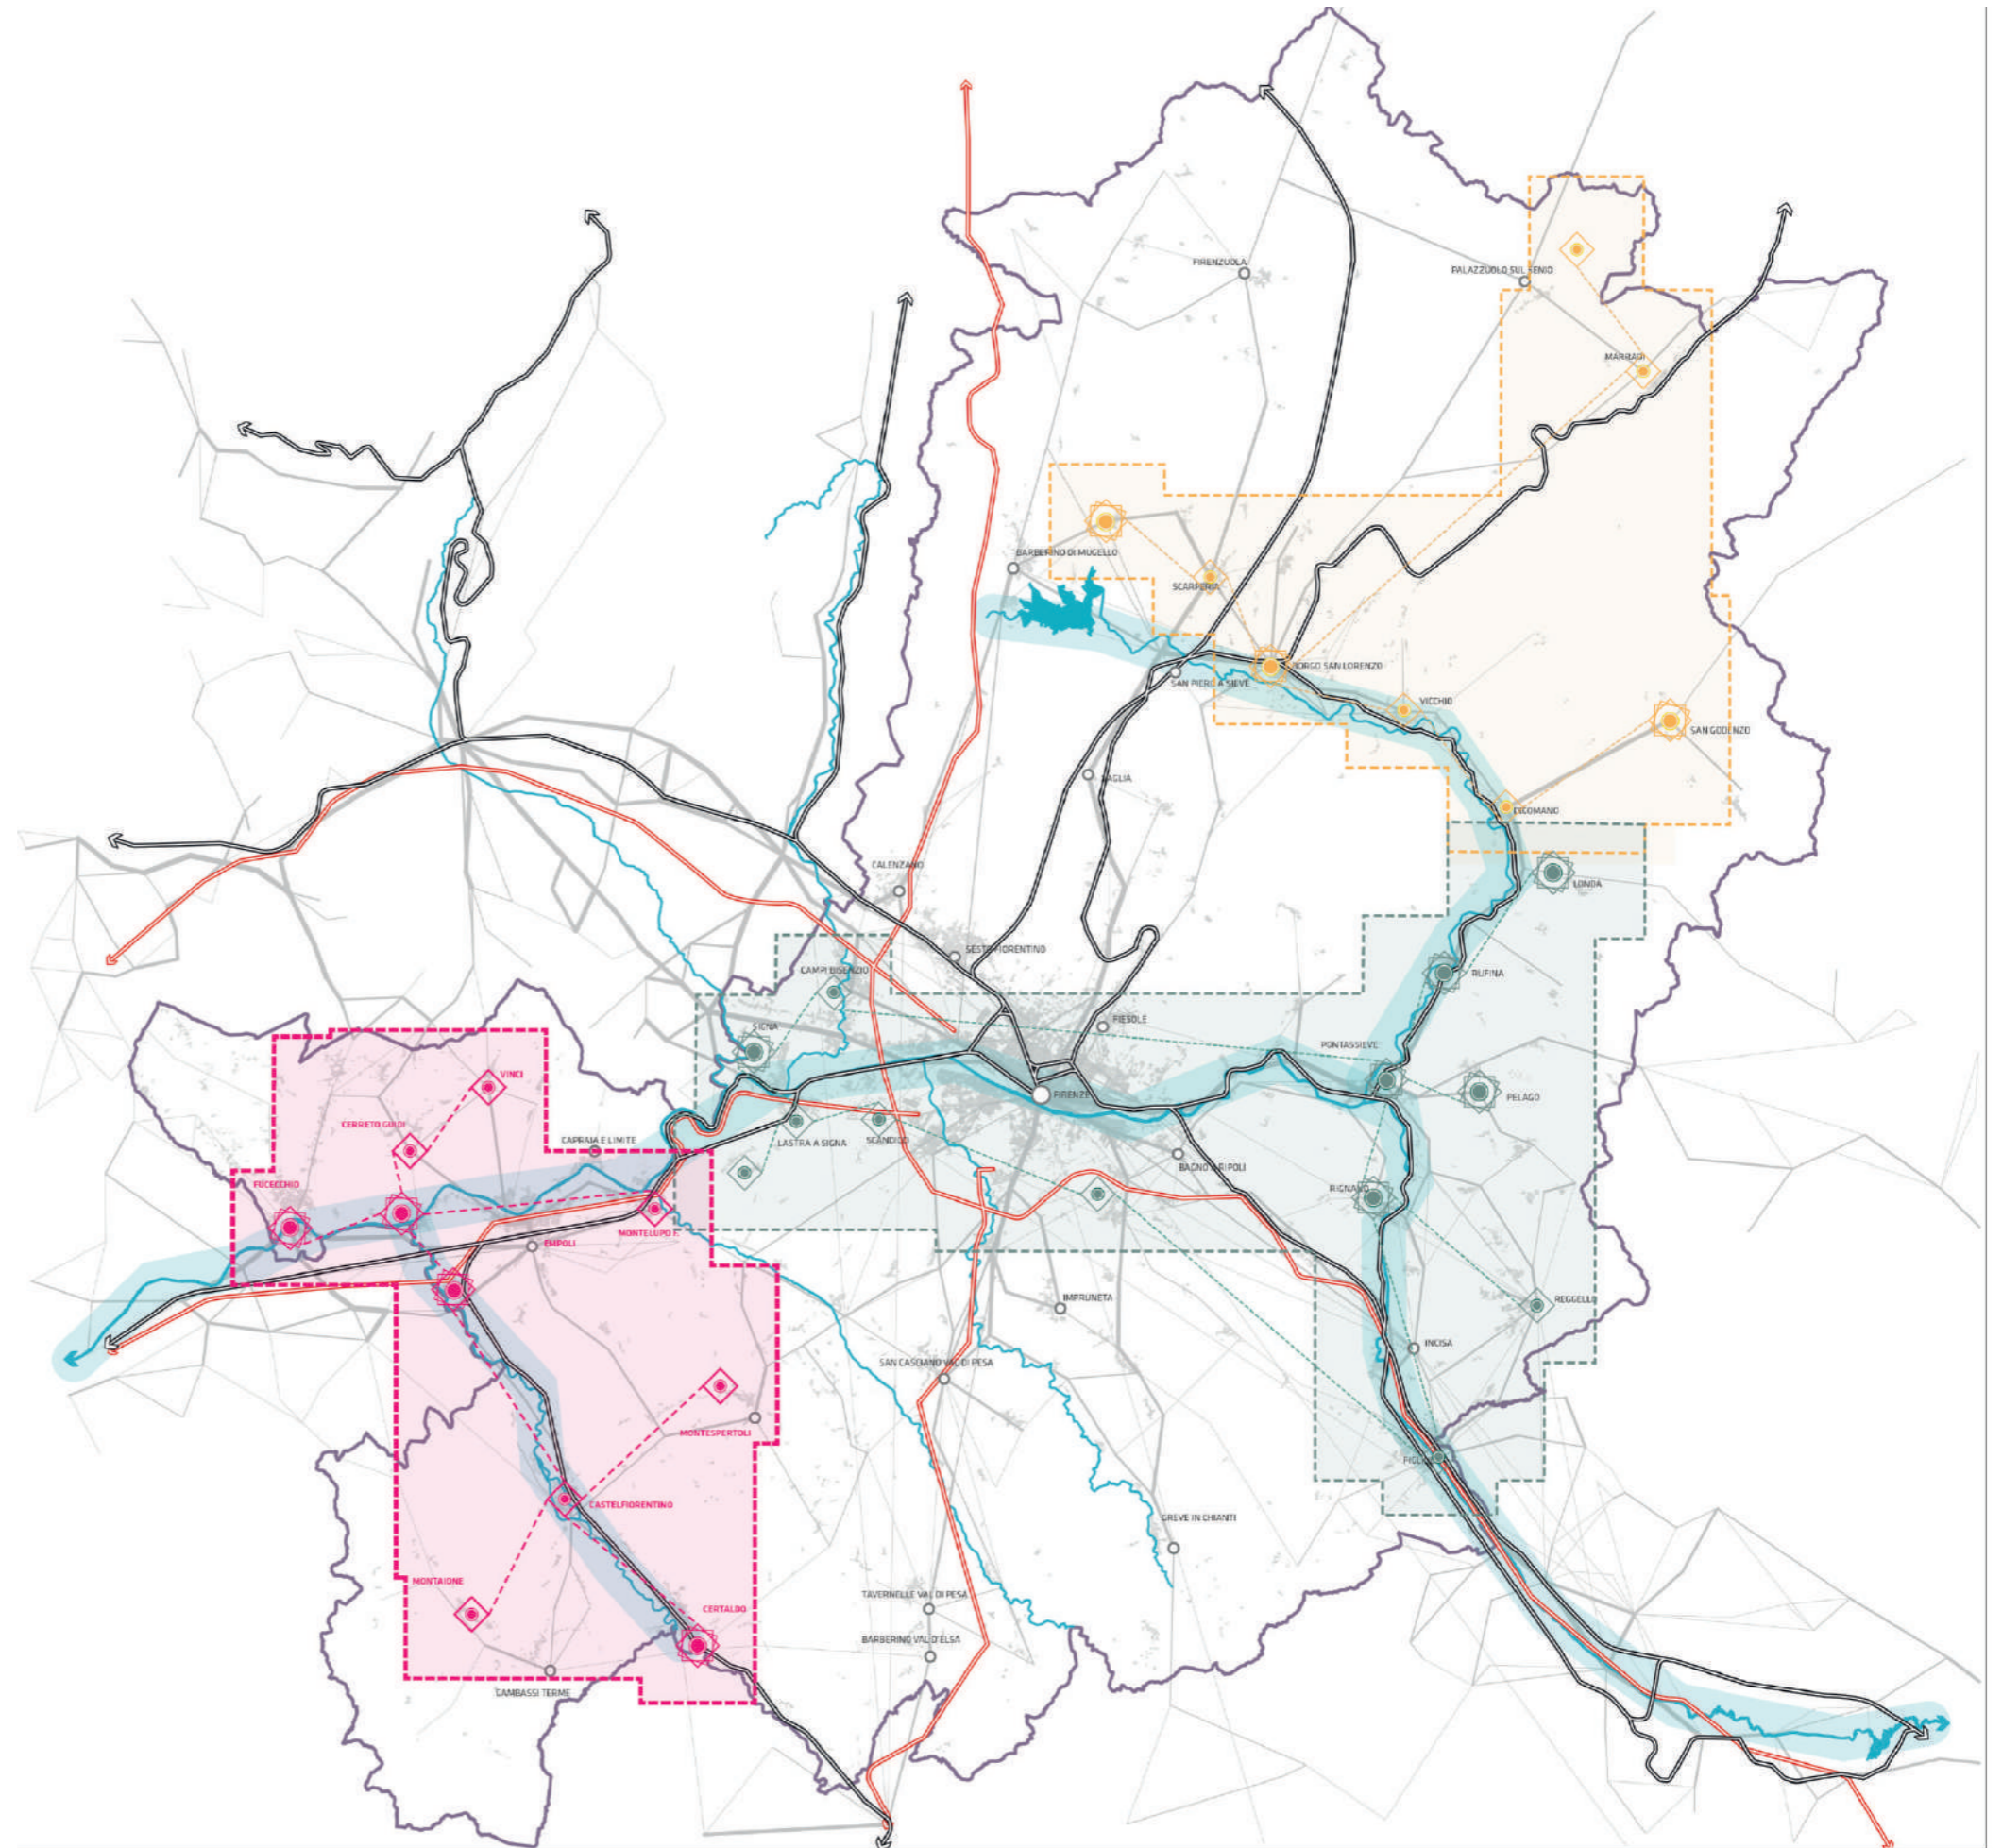 FIRENZUOLA
PALAZZUOLO SUL SENIO
MARRADI
BARBERINO DI MUGELLO
SCARPERIA
BORGO SAN LORENZO
SAN PIERO A SIEVE
VICCHIO
SAN GODENZO
VAGLIA
DICOMANO
CALENZANO
LONDA
SESTO FIORENTINO
CAMPI BISENZIO
RUFINA
SIGNA
FIESOLE
PONTASSIEVE
VINCI
FIRENZE
PELAGO
CERRETO GUIDI
CAPRAIA E LIMITE
LASTRA A SIGNA
SCANDICCI
BAGNO A RIPOLI
FUCECCHIO
RIGNANO
MONTELUPO F.
EMPOLI
IMPRUNETA
REGGELLO
INCISA
SAN CASCIANO VAL DI PESA
MONTESPERTOLI
CASTELFIORENTINO
GREVE IN CHIANTI
MONTAIONE
TAVERNELLE VAL DI PESA
CERTALDO
BARBERINO VAL D'ELSA
GAMBASSI TERME